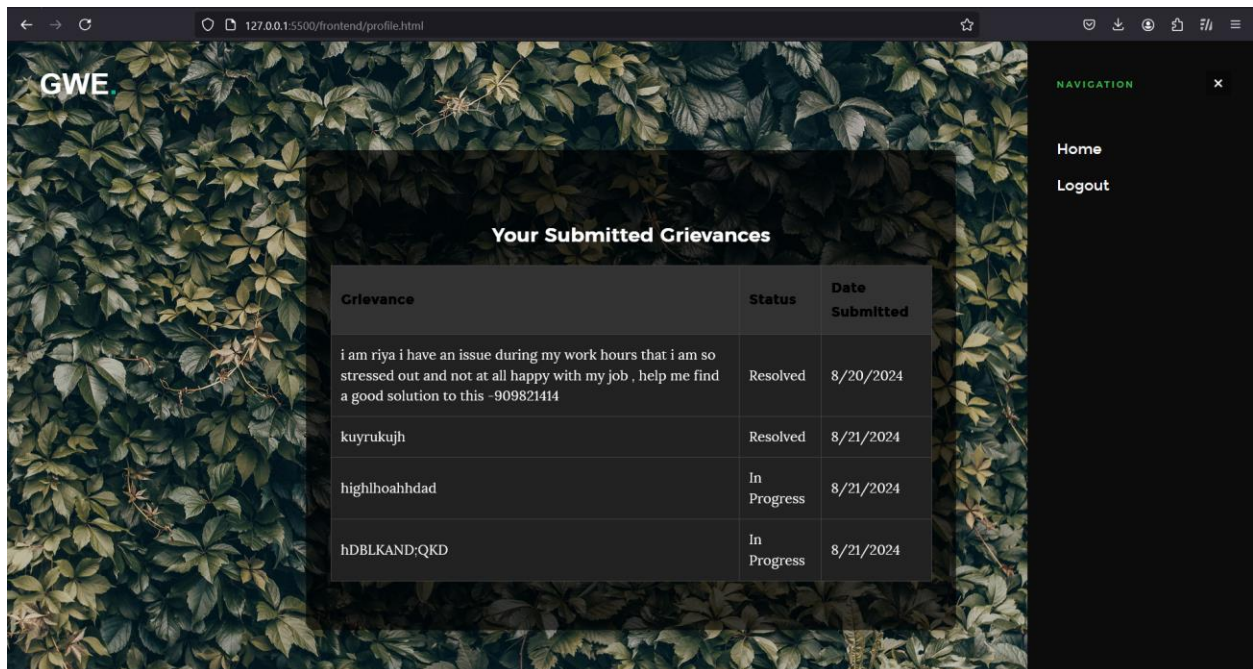 127.0.0.1:5500/frontend/profile.html
GWE.
NAVIGATION
Home
Logout
Your Submitted Grievances
Grievance Status Date Submitted
i am riya i have an issue during my work hours that i am so
stressed out and not at all happy with my job , help me find
a good solution to this -909821414
Resolved 8/20/2024
kuyrukujh Resolved 8/21/2024
highlhoahhdad In Progress 8/21/2024
hDBLKAND;QKD In Progress 8/21/2024